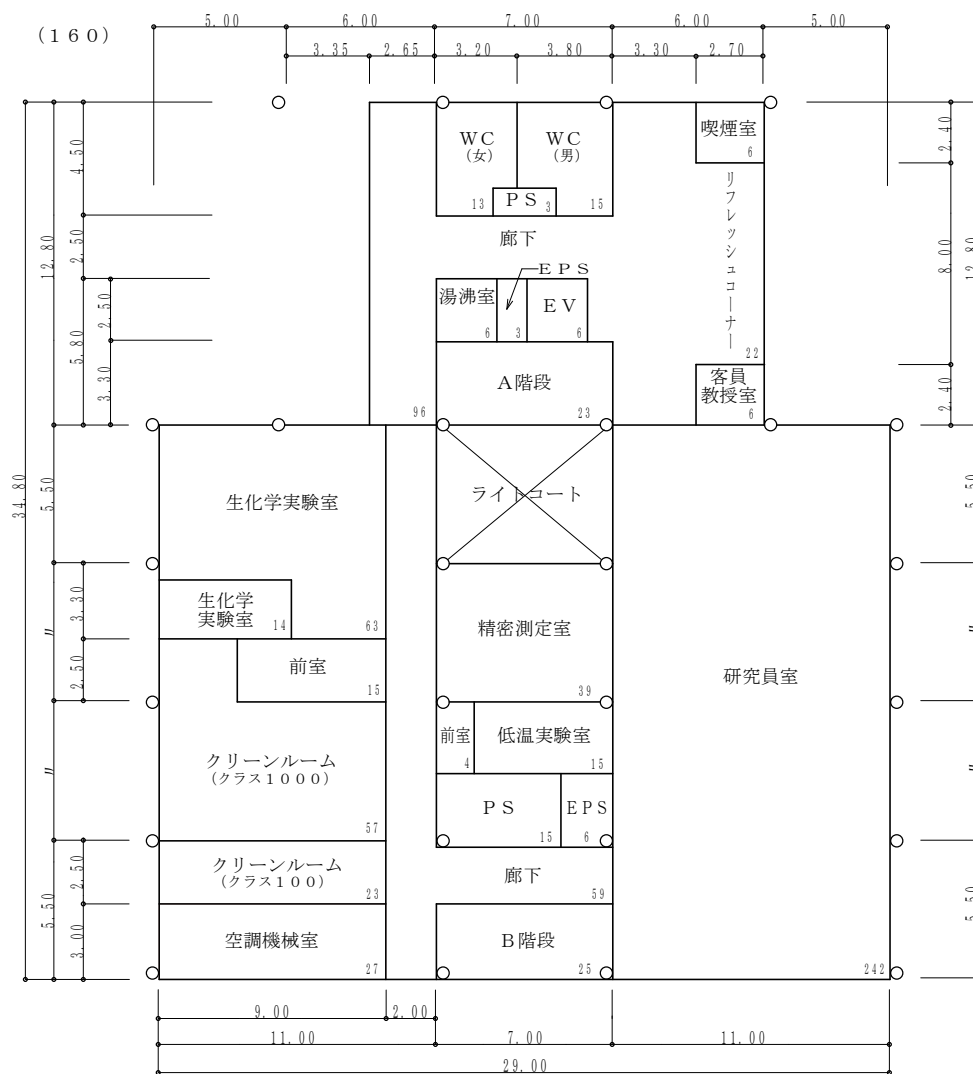 (160)
5.00
6.00
7.00
6.00
5.00
3.35
2.65
3.20
3.80
3.30
2.70
WC
(女)
13
WC
(男)
15
PS
3
喫煙室
6
リフレッシュコーナー
22
廊下
96
EPS
3
湯沸室
6
EV
6
A階段
23
客員
教授室
6
4.50
2.50
12.80
5.80
2.50
3.30
2.40
8.00
2.40
12.80
34.80
5.50
3.30
〃
2.50
〃
2.50
5.50
3.00
5.50
〃
〃
5.50
生化学実験室
63
ライトコート
生化学
実験室
14
精密測定室
39
前室
15
研究員室
242
前室
4
低温実験室
15
クリーンルーム
(クラス1000)
57
PS
15
EPS
6
クリーンルーム
(クラス100)
23
廊下
59
空調機械室
27
B階段
25
9.00
2.00
11.00
7.00
11.00
29.00